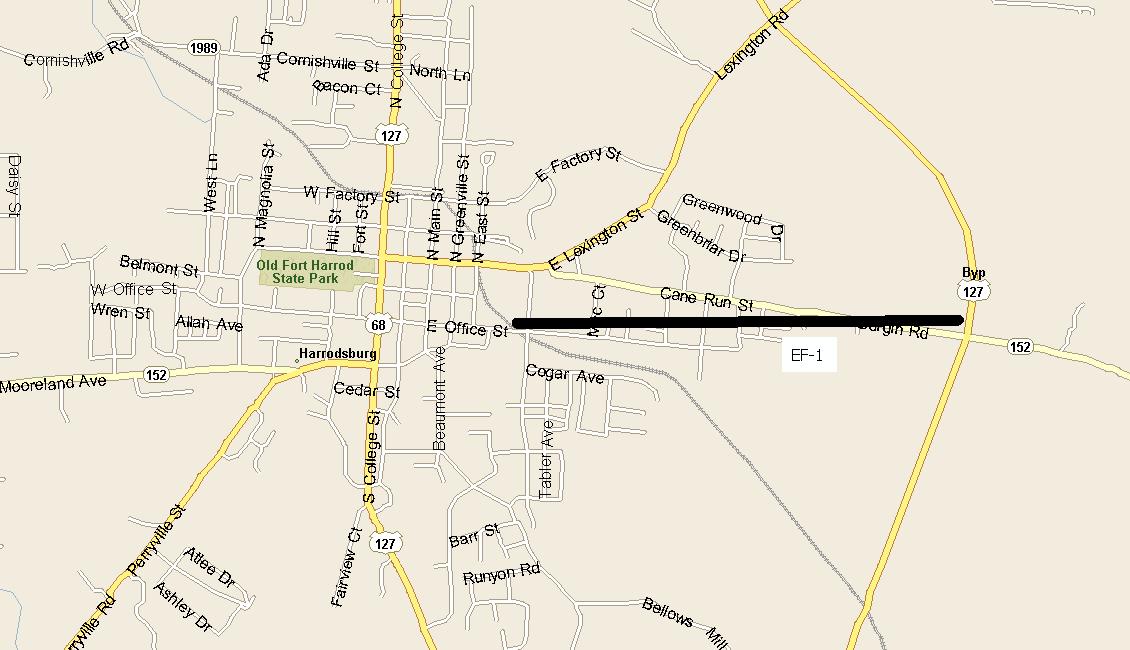 Cornishville Rd
1989
Ada Dr
Cornishville St
North Ln
N College St
Lexington Rd
Bacon Ct
127
Daisy St
West Ln
N Magnolia St
W Factory St
Hill St
Fort St
N Main St
N Greenville St
N East St
E Factory St
Greenwood
Dr
Greenbriar Dr
E Lexington St
Belmont St
Old Fort Harrod
State Park
Byp
127
W Office St
Cane Run St
Wren St
Allah Ave
68
E Office St
Burgin Rd
152
EF-1
Harrodsburg
Mooreland Ave
152
Cogar Ave
Cedar St
Beaumont Ave
S College St
Tabler Ave
Perryville St
127
Barr St
Fairview Ct
Atlee Dr
Ashley Dr
Runyon Rd
Bellows
Mill
rryville Rd